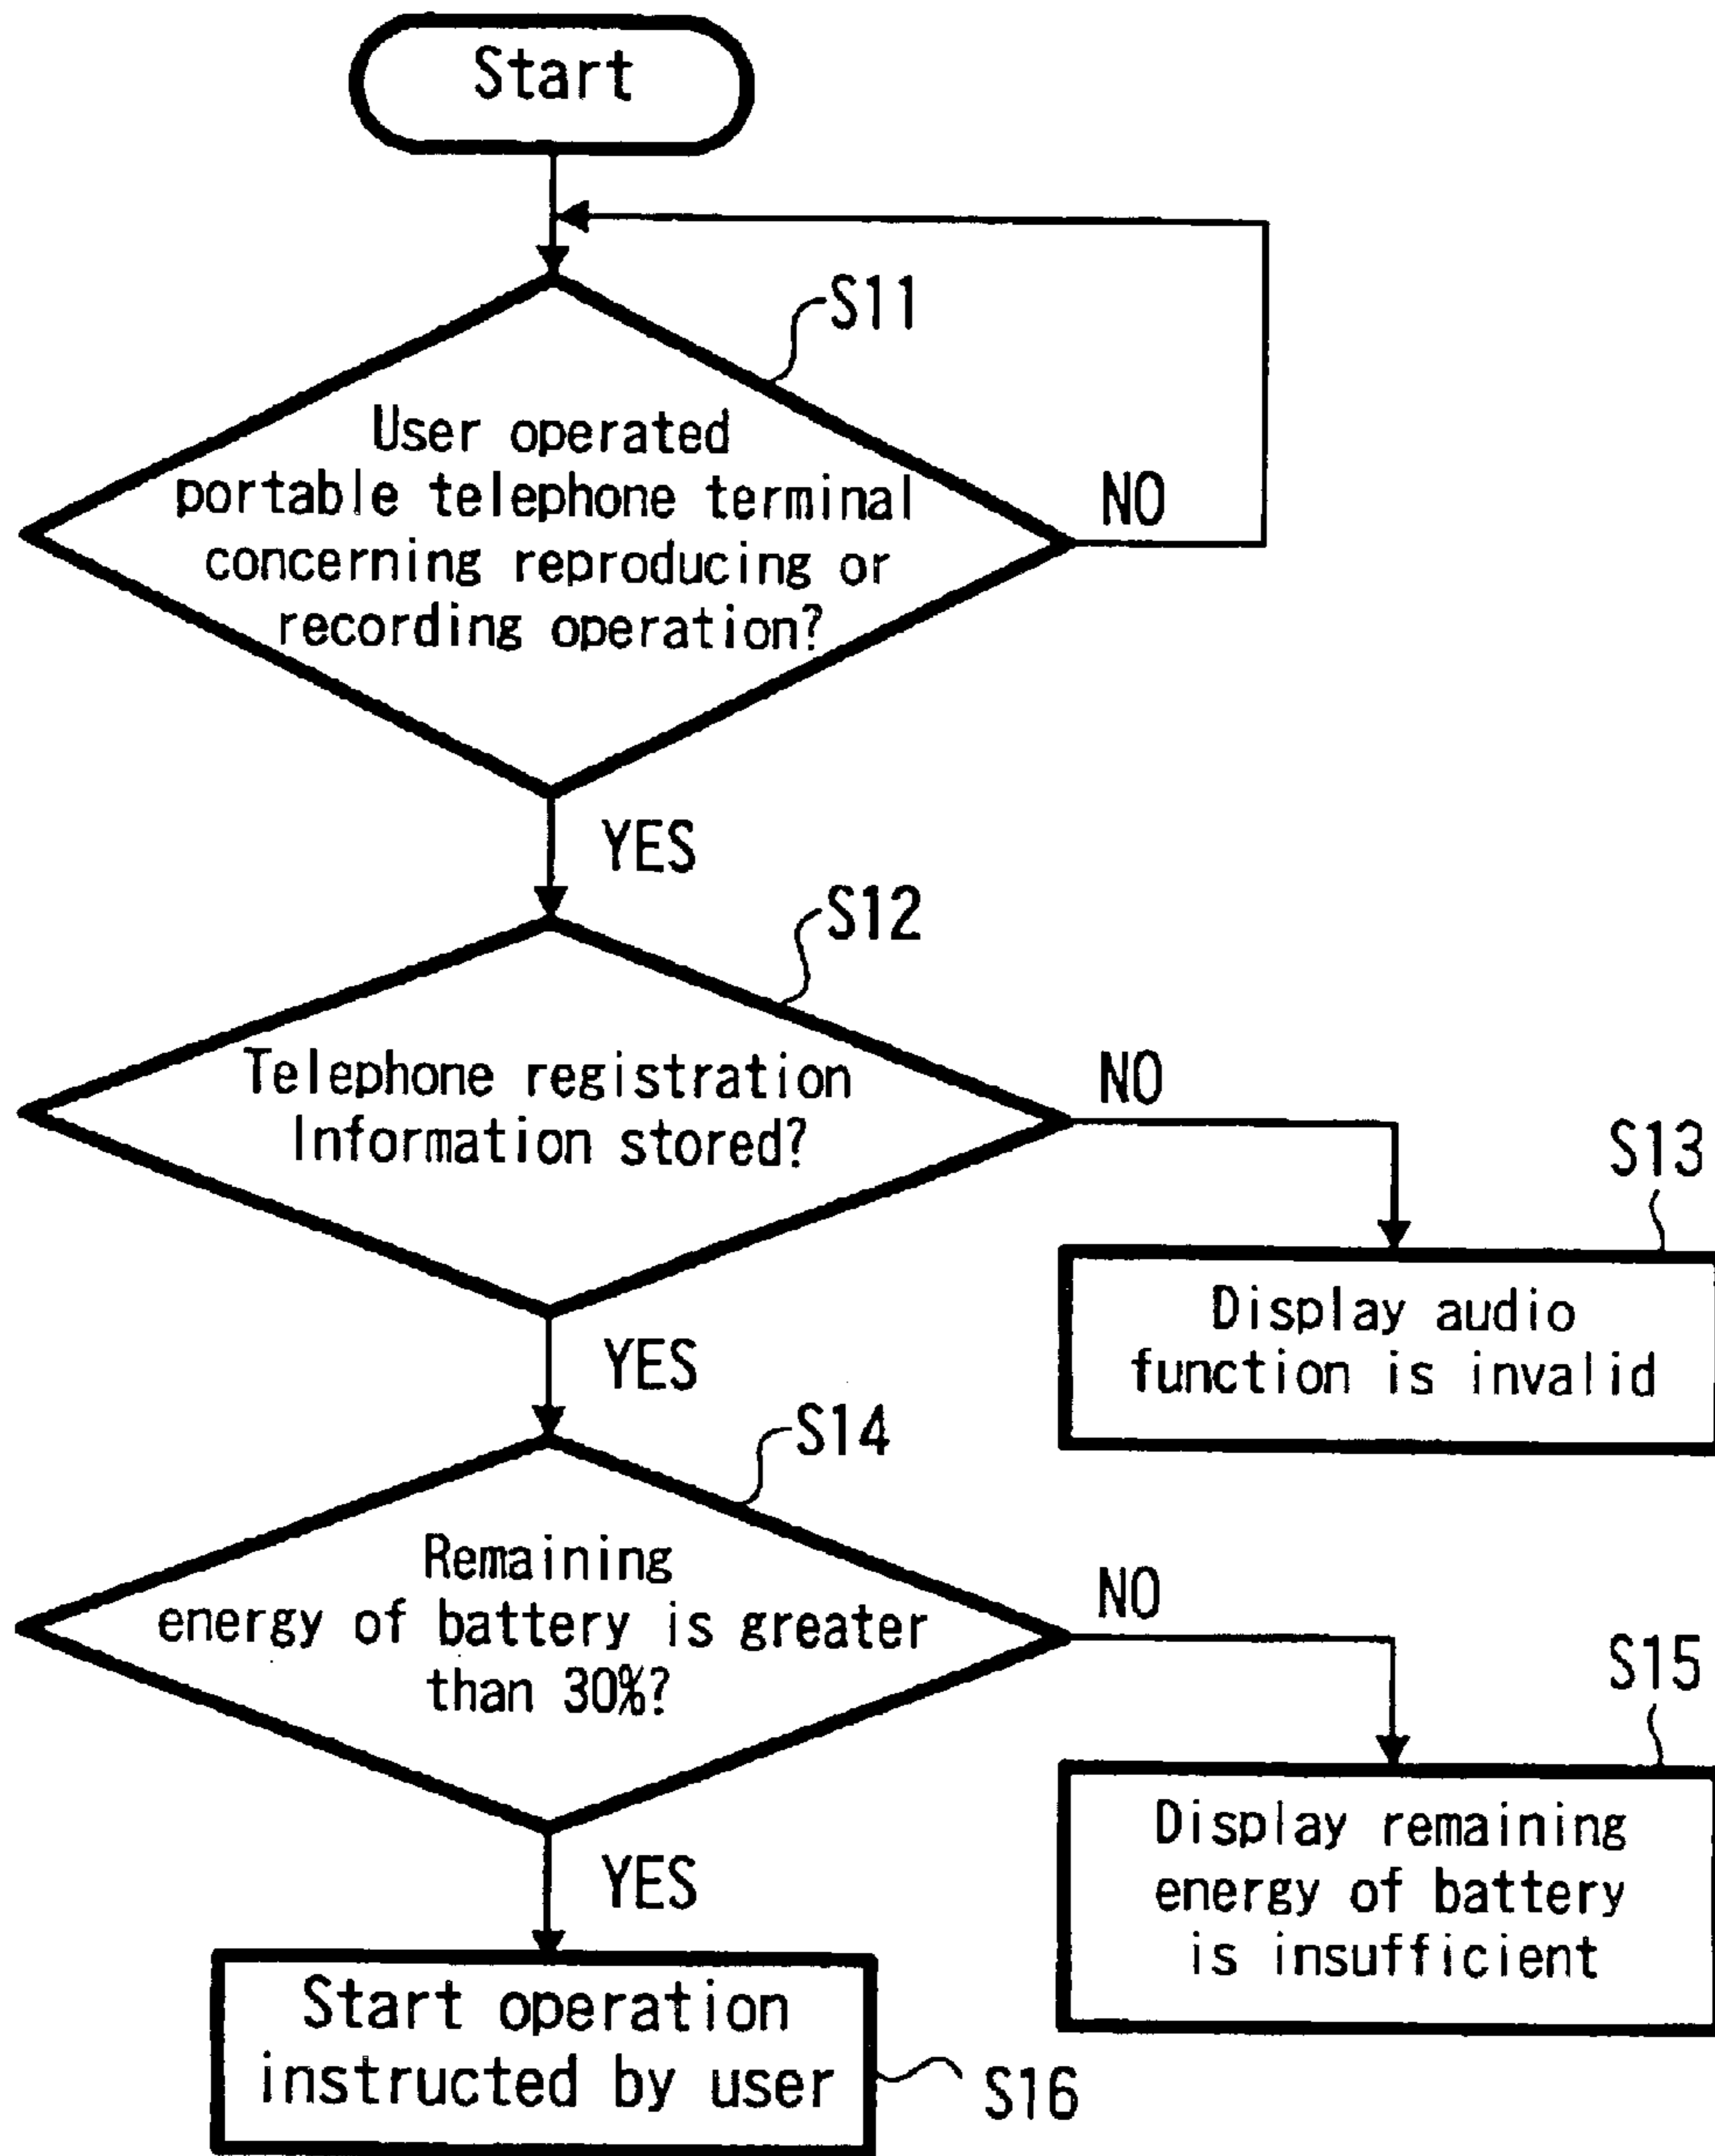 Start
S11
User operated
portable telephone terminal
concerning reproducing or
recording operation?
NO
YES
S12
Telephone registration
Information stored?
NO
S13
Display audio
function is invalid
YES
S14
Remaining
energy of battery is greater
than 30%?
NO
S15
Display remaining
energy of battery
is insufficient
YES
Start operation
instructed by user
S16